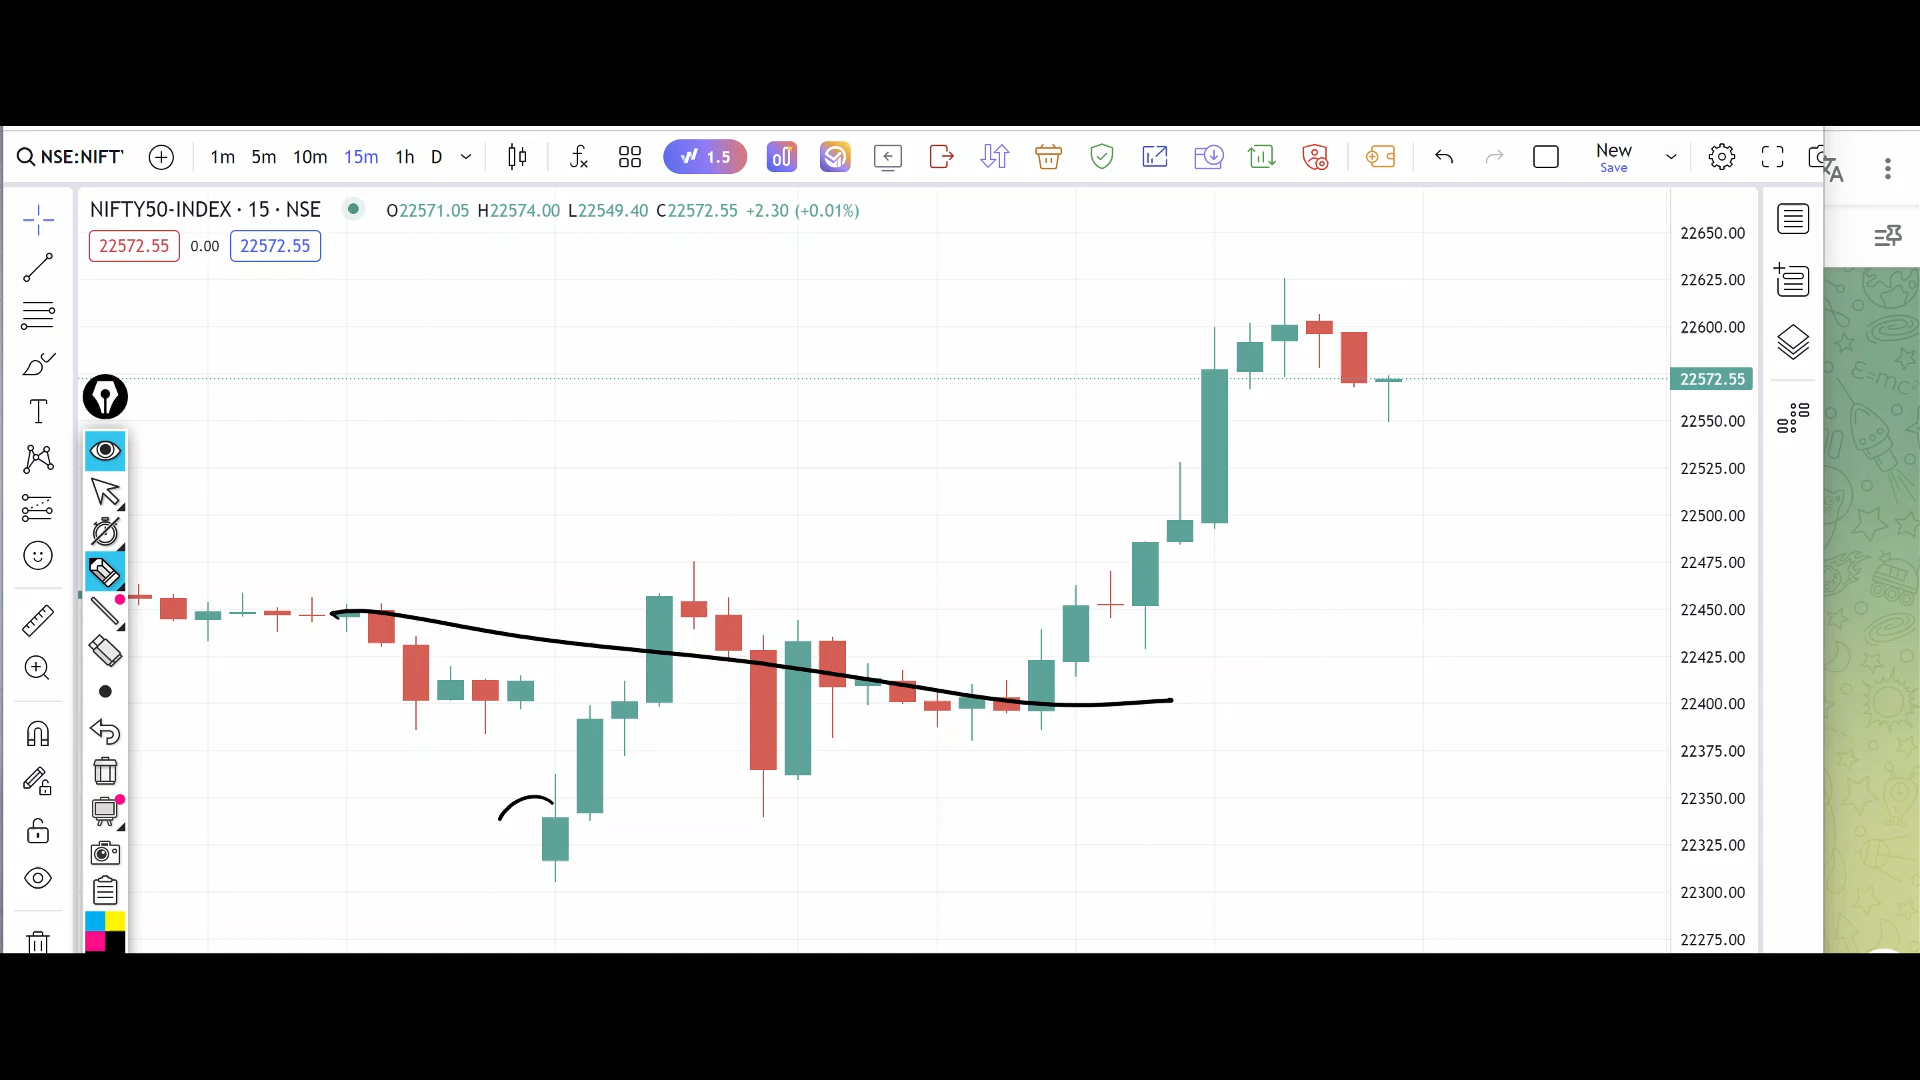 NSE:NIFTY
1m 5m 10m 15m 1h D
1.5
New
Save
NIFTY50-INDEX · 15 · NSE
O22571.05 H22574.00 L22549.40 C22572.55 +2.30 (+0.01%)
22572.55 0.00 22572.55
22650.00
22625.00
22600.00
22572.55
22550.00
22525.00
22500.00
22475.00
22450.00
22425.00
22400.00
22375.00
22350.00
22325.00
22300.00
22275.00